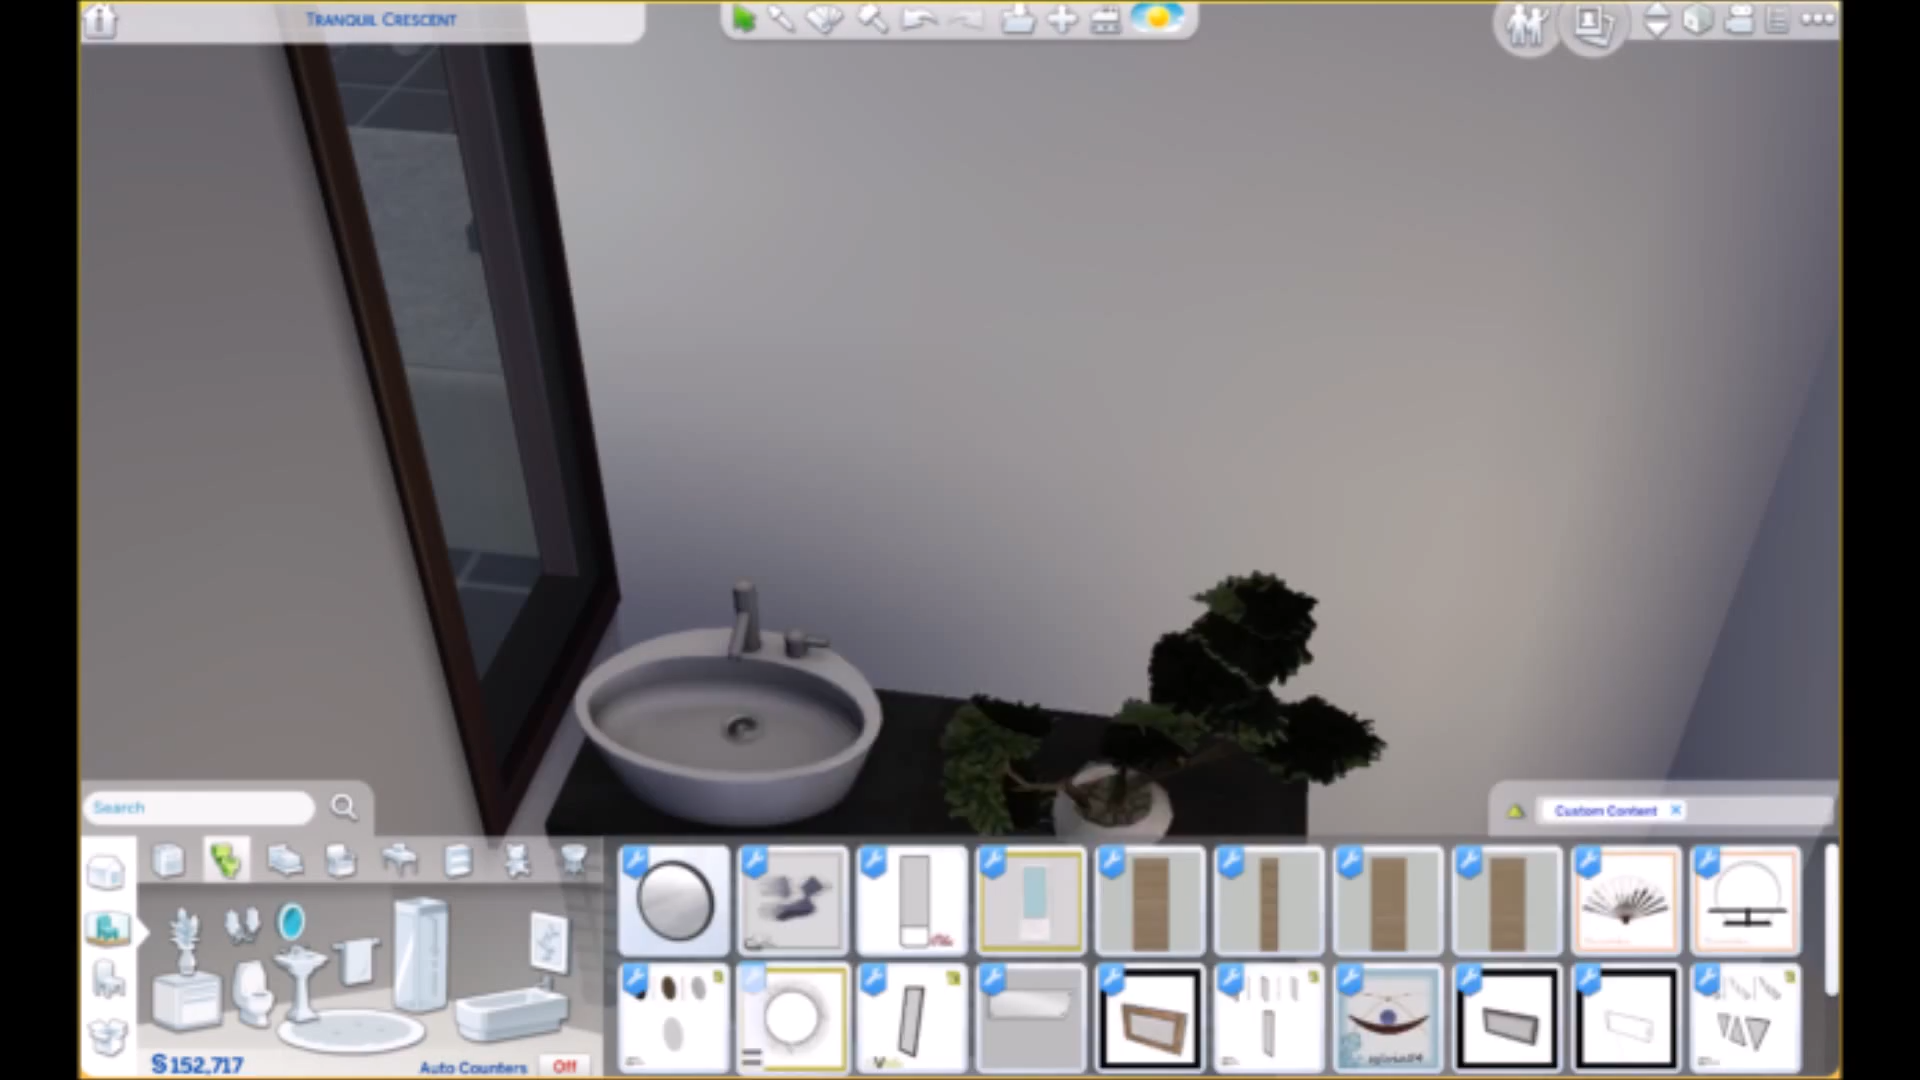 TRANQUIL CRESCENT
Search
Custom Content
§152,717
Auto Counters
Off